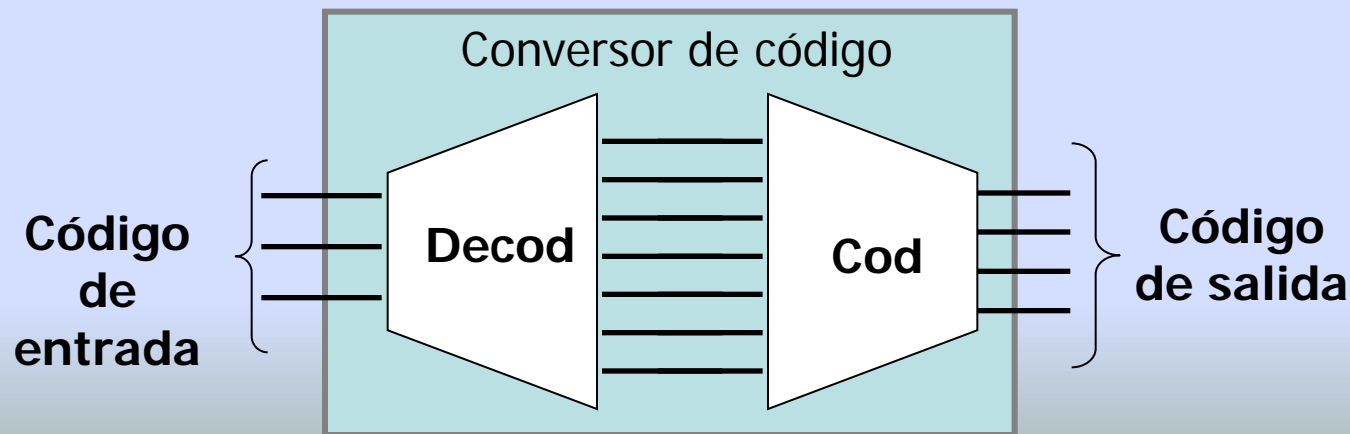 Conversor de código
Código
de
entrada
Decod
Cod
Código
de salida